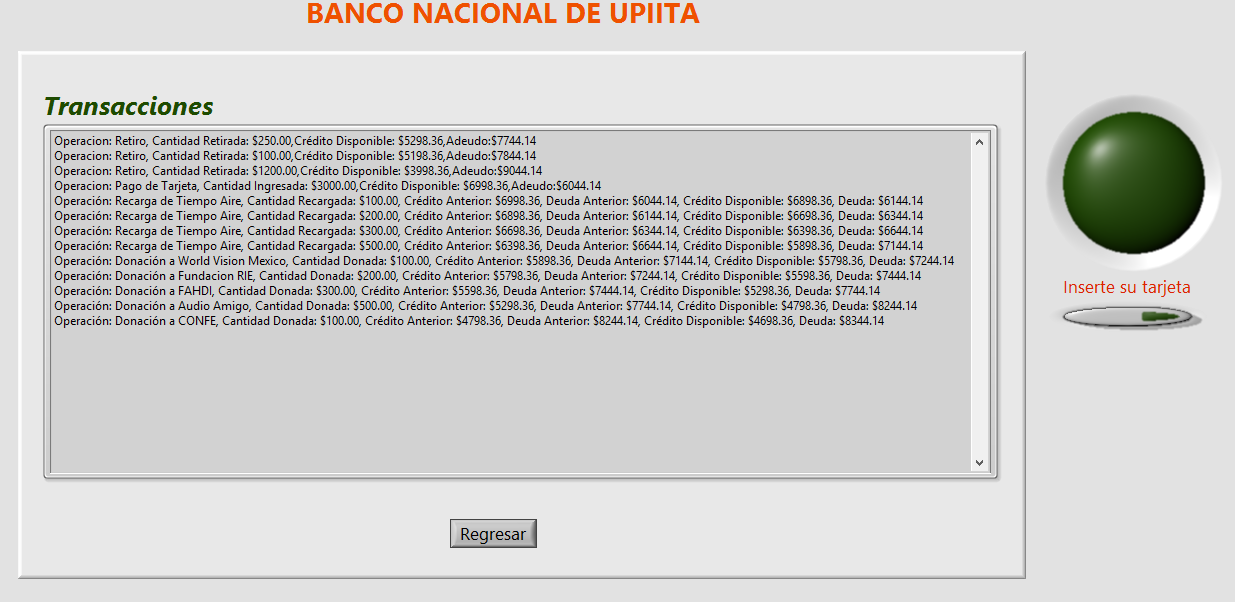 BANCO NACIONAL DE UPIITA
Transacciones
Operacion: Retiro, Cantidad Retirada: $250.00,Crédito Disponible: $5298.36,Adeudo:$7744.14
Operacion: Retiro, Cantidad Retirada: $100.00,Crédito Disponible: $5198.36,Adeudo:$7844.14
Operacion: Retiro, Cantidad Retirada: $1200.00,Crédito Disponible: $3998.36,Adeudo:$9044.14
Operacion: Pago de Tarjeta, Cantidad Ingresada: $3000.00,Crédito Disponible: $6998.36,Adeudo:$6044.14
Operación: Recarga de Tiempo Aire, Cantidad Recargada: $100.00, Crédito Anterior: $6998.36, Deuda Anterior: $6044.14, Crédito Disponible: $6898.36, Deuda: $6144.14
Operación: Recarga de Tiempo Aire, Cantidad Recargada: $200.00, Crédito Anterior: $6898.36, Deuda Anterior: $6144.14, Crédito Disponible: $6698.36, Deuda: $6344.14
Operación: Recarga de Tiempo Aire, Cantidad Recargada: $300.00, Crédito Anterior: $6698.36, Deuda Anterior: $6344.14, Crédito Disponible: $6398.36, Deuda: $6644.14
Operación: Recarga de Tiempo Aire, Cantidad Recargada: $500.00, Crédito Anterior: $6398.36, Deuda Anterior: $6644.14, Crédito Disponible: $5898.36, Deuda: $7144.14
Operación: Donación a World Vision Mexico, Cantidad Donada: $100.00, Crédito Anterior: $5898.36, Deuda Anterior: $7144.14, Crédito Disponible: $5798.36, Deuda: $7244.14
Operación: Donación a Fundacion RIE, Cantidad Donada: $200.00, Crédito Anterior: $5798.36, Deuda Anterior: $7244.14, Crédito Disponible: $5598.36, Deuda: $7444.14
Operación: Donación a FAHDI, Cantidad Donada: $300.00, Crédito Anterior: $5598.36, Deuda Anterior: $7444.14, Crédito Disponible: $5298.36, Deuda: $7744.14
Operación: Donación a Audio Amigo, Cantidad Donada: $500.00, Crédito Anterior: $5298.36, Deuda Anterior: $7744.14, Crédito Disponible: $4798.36, Deuda: $8244.14
Operación: Donación a CONFE, Cantidad Donada: $100.00, Crédito Anterior: $4798.36, Deuda Anterior: $8244.14, Crédito Disponible: $4698.36, Deuda: $8344.14
Inserte su tarjeta
Regresar